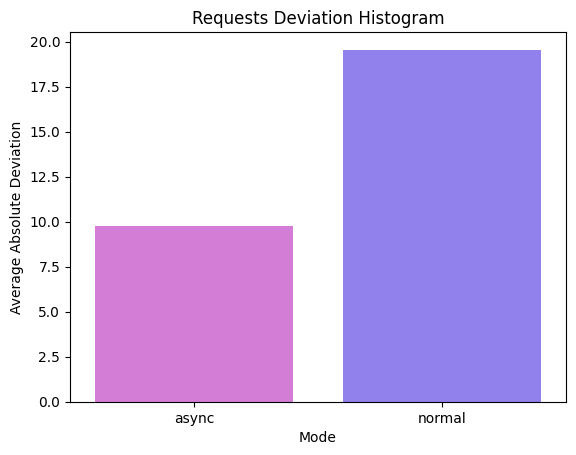 Requests Deviation Histogram
Average Absolute Deviation
20.0
17.5
15.0
12.5
10.0
7.5
5.0
2.5
0.0
async
normal
Mode